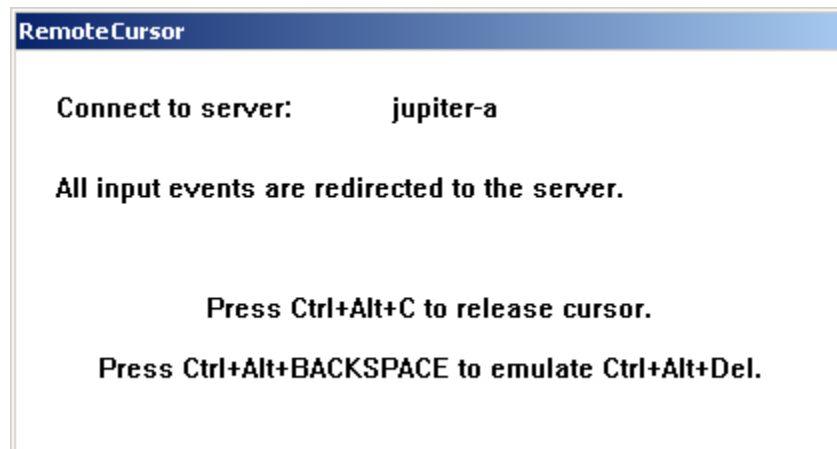 RemoteCursor
Connect to server: jupiter-a
All input events are redirected to the server.
Press Ctrl+Alt+C to release cursor.
Press Ctrl+Alt+BACKSPACE to emulate Ctrl+Alt+Del.